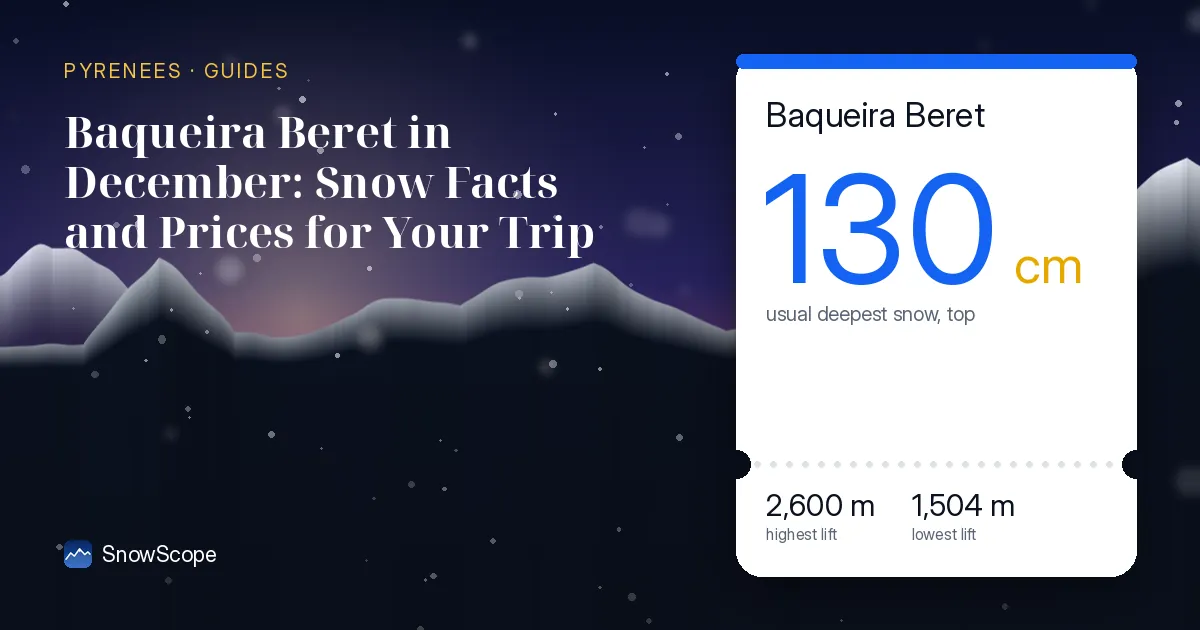 PYRENEES · GUIDES
Baqueira Beret in
December: Snow Facts
and Prices for Your Trip
SnowScope
Baqueira Beret
130 cm
usual deepest snow, top
2,600 m 1,504 m
highest lift lowest lift